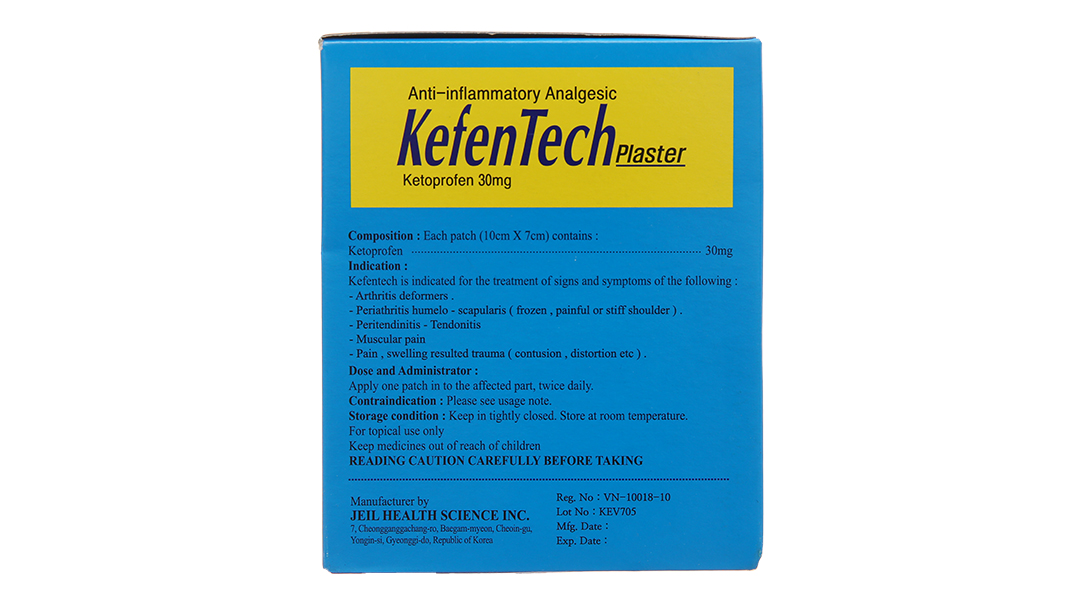 Anti-inflammatory Analgesic
KefenTech Plaster
Ketoprofen 30mg
Composition : Each patch (10cm X 7cm) contains :
Ketoprofen ........................................ 30mg
Indication :
Kefentech is indicated for the treatment of signs and symptoms of the following :
- Arthritis deformers .
- Periathritis humelo - scapularis ( frozen , painful or stiff shoulder ) .
- Peritendinitis - Tendonitis
- Muscular pain
- Pain , swelling resulted trauma ( contusion , distortion etc ) .
Dose and Administrator :
Apply one patch in to the affected part, twice daily.
Contraindication : Please see usage note.
Storage condition : Keep in tightly closed. Store at room temperature.
For topical use only
Keep medicines out of reach of children
READING CAUTION CAREFULLY BEFORE TAKING
Manufacturer by
JEIL HEALTH SCIENCE INC.
7, Cheongganggachang-ro, Baegam-myeon, Cheoin-gu,
Yongin-si, Gyeonggi-do, Republic of Korea
Reg. No : VN-10018-10
Lot No : KEV705
Mfg. Date :
Exp. Date :